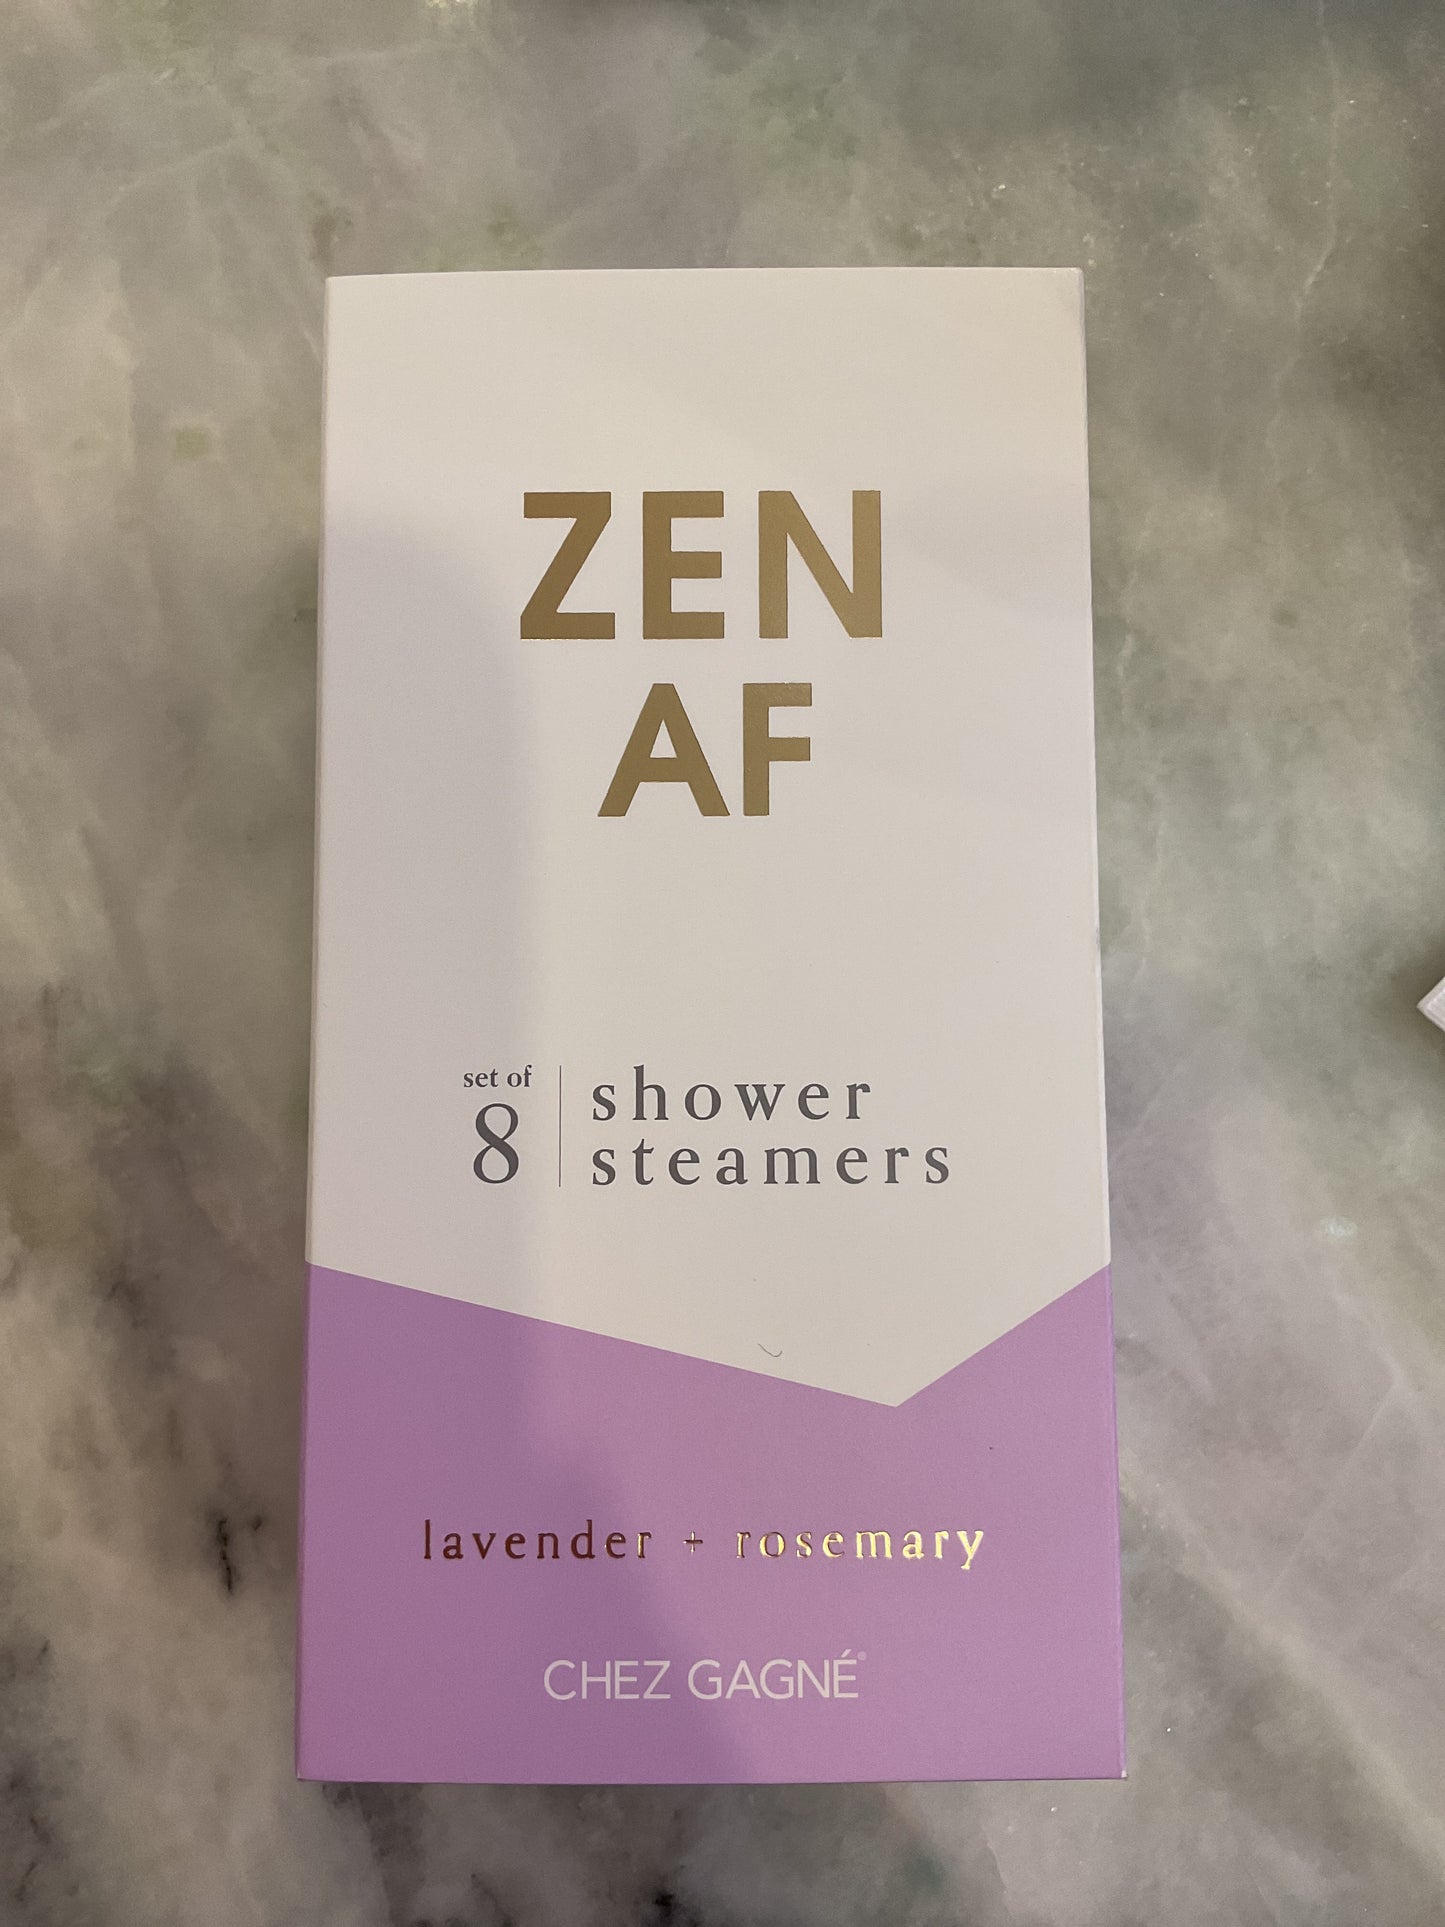 ZEN
AF
set of
8
shower
steamers
lavender + rosemary
CHEZ GAGNÉ®